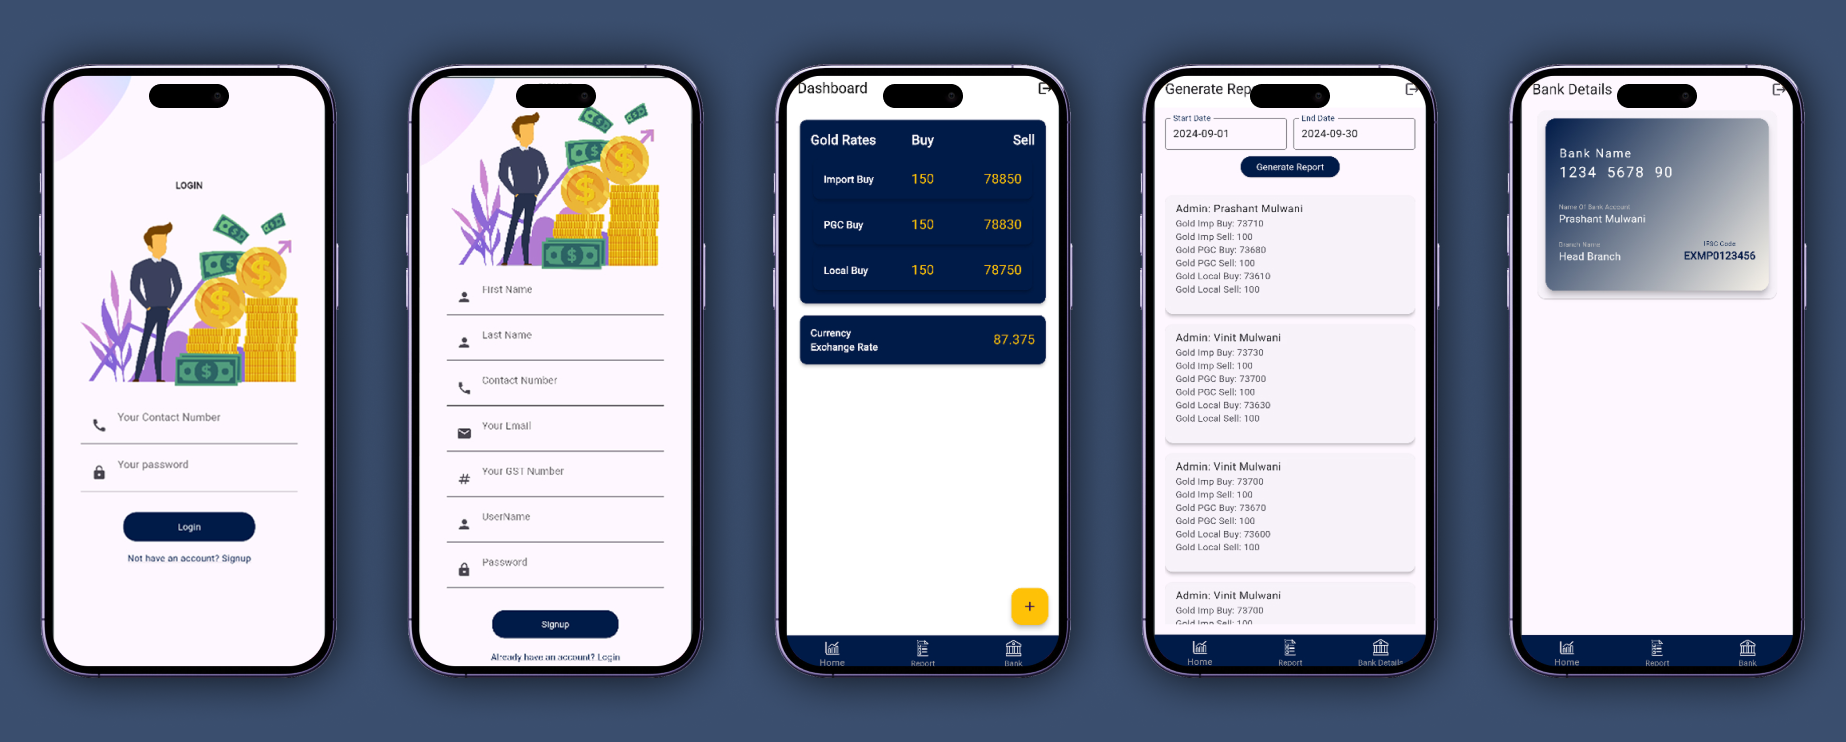 LOGIN
Your Contact Number
Your password
Login
Not have an account? Signup
First Name
Last Name
Contact Number
Your Email
# Your GST Number
UserName
Password
Signup
Already have an account? Login
Dashboard
Gold Rates Buy Sell
Import Buy 150 78850
PGC Buy 150 78830
Local Buy 150 78750
Currency
Exchange Rate 87.375
+
Home Report Bank
Generate Rep
Start Date End Date
2024-09-01 2024-09-30
Generate Report
Admin: Prashant Mulwani
Gold Imp Buy: 73710
Gold Imp Sell: 100
Gold PGC Buy: 73680
Gold PGC Sell: 100
Gold Local Buy: 73610
Gold Local Sell: 100
Admin: Vinit Mulwani
Gold Imp Buy: 73730
Gold Imp Sell: 100
Gold PGC Buy: 73700
Gold PGC Sell: 100
Gold Local Buy: 73630
Gold Local Sell: 100
Admin: Vinit Mulwani
Gold Imp Buy: 73700
Gold Imp Sell: 100
Gold PGC Buy: 73670
Gold PGC Sell: 100
Gold Local Buy: 73600
Gold Local Sell: 100
Admin: Vinit Mulwani
Gold Imp Buy: 73700
Gold Imp Sell: 100
Home Report Bank Details
Bank Details
Bank Name
1234 5678 90
Name Of Bank Account
Prashant Mulwani
Branch Name IFSC Code
Head Branch EXMP0123456
Home Report Bank